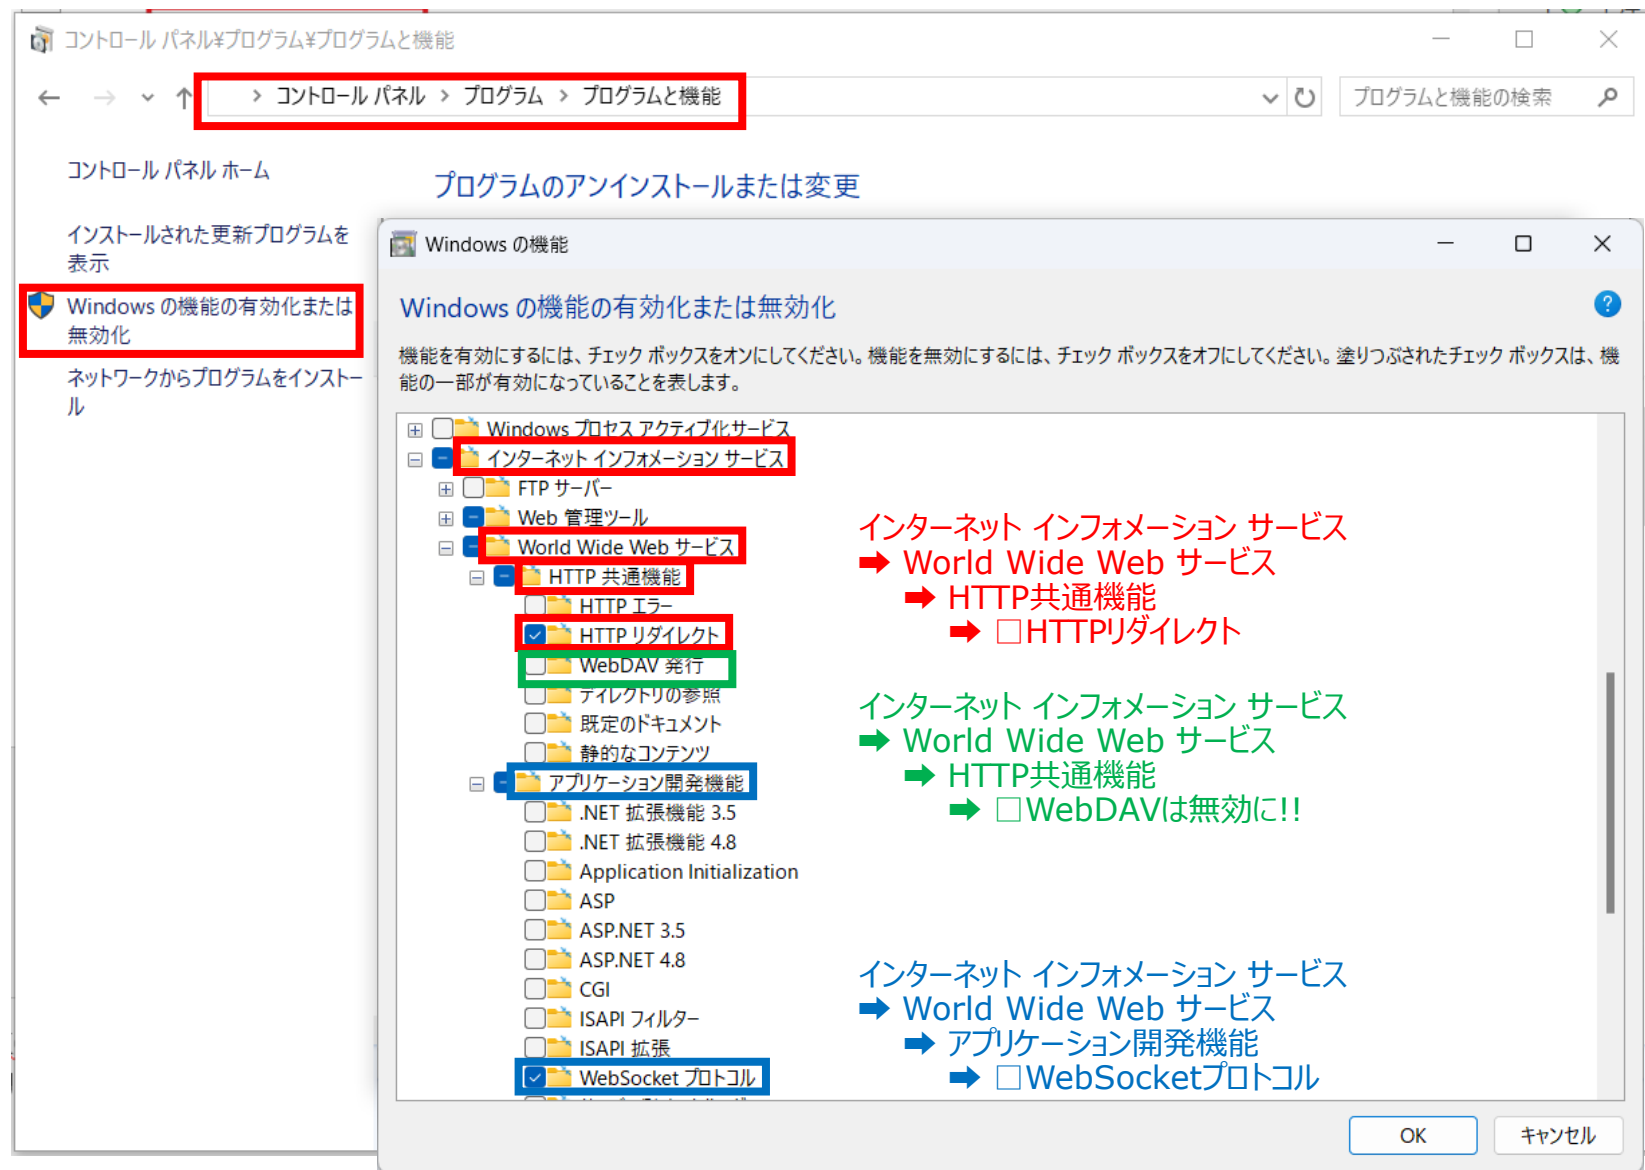 コントロール パネル¥プログラム¥プログラムと機能
> コントロール パネル > プログラム > プログラムと機能
プログラムと機能の検索
コントロール パネル ホーム
プログラムのアンインストールまたは変更
インストールされた更新プログラムを
表示
Windows の機能の有効化または
無効化
ネットワークからプログラムをインストー
ル
Windows の機能
Windows の機能の有効化または無効化
機能を有効にするには、チェック ボックスをオンにしてください。機能を無効にするには、チェック ボックスをオフにしてください。塗りつぶされたチェック ボックスは、機
能の一部が有効になっていることを表します。
Windows プロセス アクティブ化サービス
インターネット インフォメーション サービス
FTP サーバー
Web 管理ツール
World Wide Web サービス
HTTP 共通機能
HTTP エラー
HTTP リダイレクト
WebDAV 発行
ディレクトリの参照
既定のドキュメント
静的なコンテンツ
アプリケーション開発機能
.NET 拡張機能 3.5
.NET 拡張機能 4.8
Application Initialization
ASP
ASP.NET 3.5
ASP.NET 4.8
CGI
ISAPI フィルター
ISAPI 拡張
WebSocket プロトコル
インターネット インフォメーション サービス
➡ World Wide Web サービス
➡ HTTP共通機能
➡ □HTTPリダイレクト
インターネット インフォメーション サービス
➡ World Wide Web サービス
➡ HTTP共通機能
➡ □WebDAVは無効に!!
インターネット インフォメーション サービス
➡ World Wide Web サービス
➡ アプリケーション開発機能
➡ □WebSocketプロトコル
OK
キャンセル